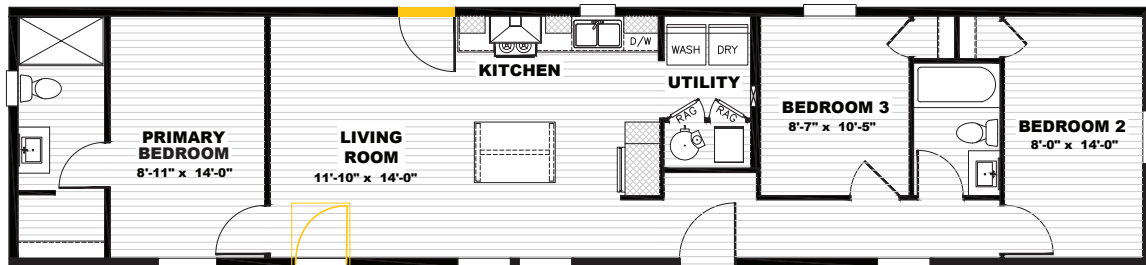 PRIMARY
BEDROOM
8'-11" x 14'-0"
LIVING
ROOM
11'-10" x 14'-0"
KITCHEN
D/W
WASH DRY
UTILITY
RAG RAG
BEDROOM 3
8'-7" x 10'-5"
BEDROOM 2
8'-0" x 14'-0"